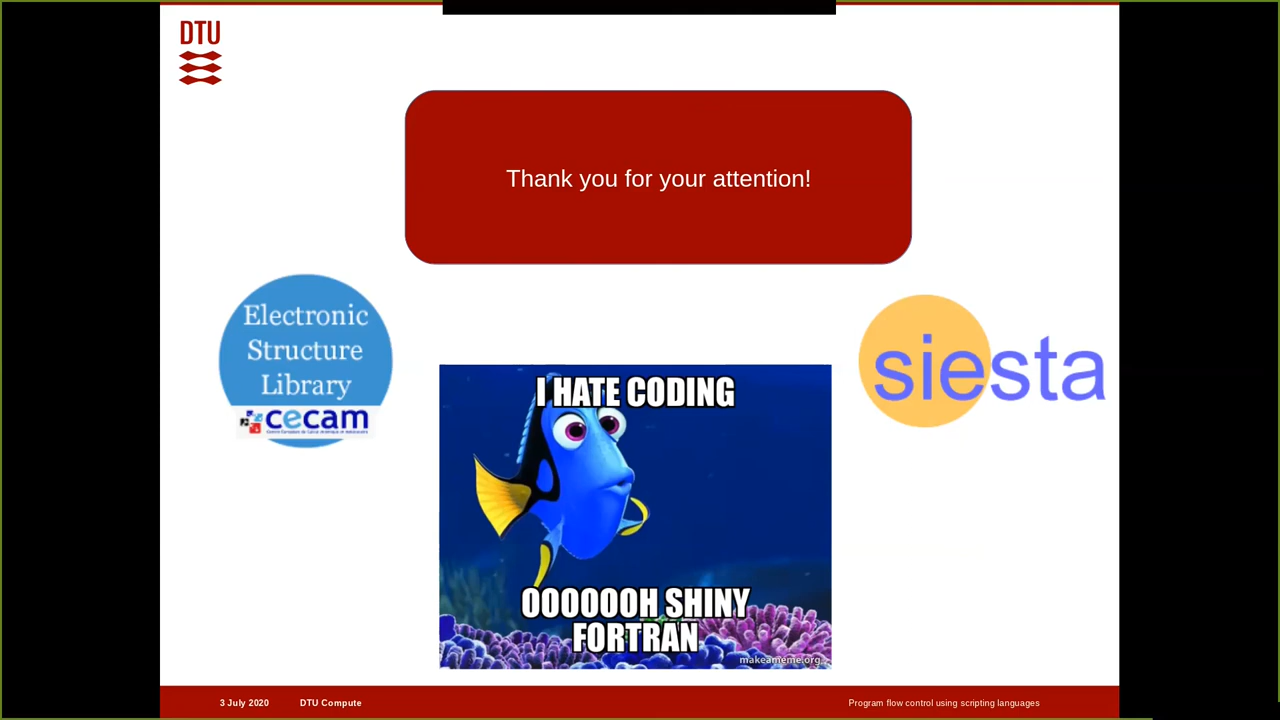 DTU
Thank you for your attention!
Electronic
Structure
Library
cecam
siesta
I HATE CODING
OOOOOOH SHINY
FORTRAN
makeameme.org
3 July 2020
DTU Compute
Program flow control using scripting languages